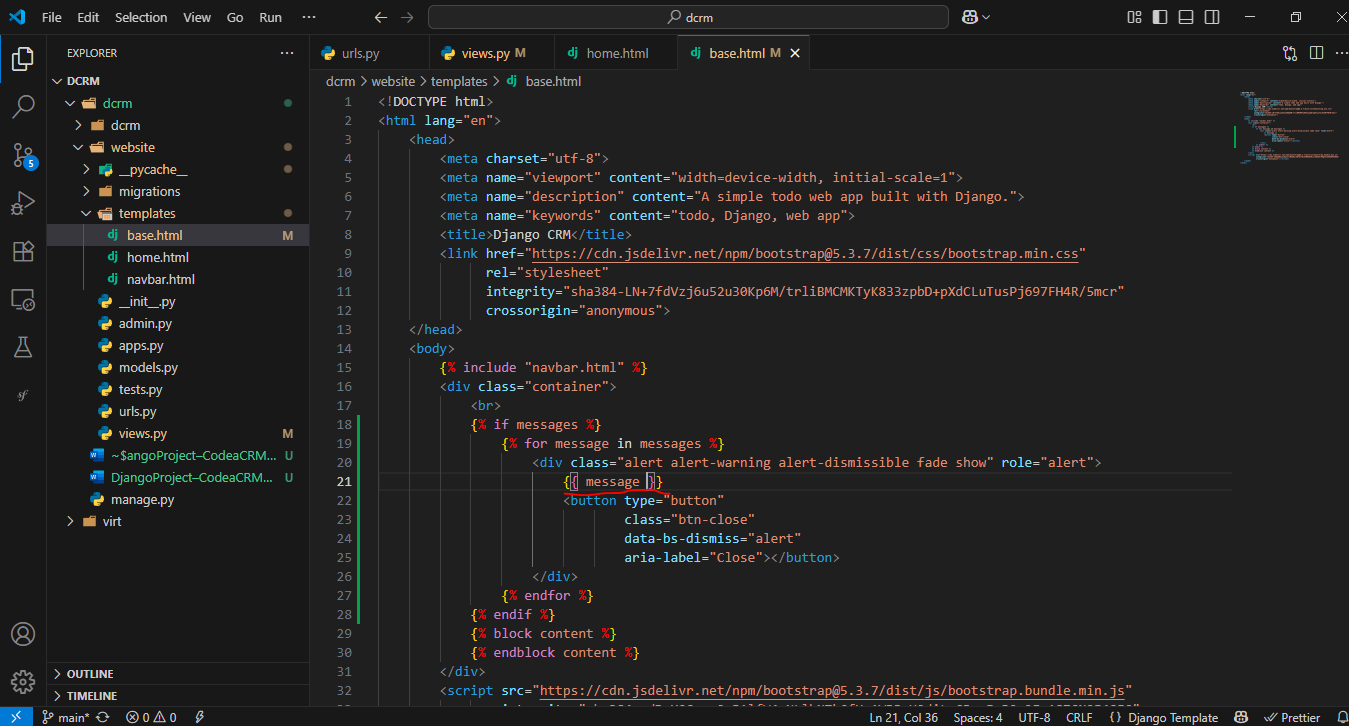 File Edit Selection View Go Run ··· dcrm
EXPLORER ···
DCRM
dcrm
dcrm
website
__pycache__
migrations
templates
base.html M
home.html
navbar.html
__init__.py
admin.py
apps.py
models.py
tests.py
urls.py
views.py M
~$angoProject–CodeaCRM... U
DjangoProject–CodeaCRM... U
manage.py
virt
OUTLINE
TIMELINE
urls.py views.py M home.html base.html M
dcrm > website > templates > base.html
1 <!DOCTYPE html>
2 <html lang="en">
3 <head>
4 <meta charset="utf-8">
5 <meta name="viewport" content="width=device-width, initial-scale=1">
6 <meta name="description" content="A simple todo web app built with Django.">
7 <meta name="keywords" content="todo, Django, web app">
8 <title>Django CRM</title>
9 <link href="https://cdn.jsdelivr.net/npm/bootstrap@5.3.7/dist/css/bootstrap.min.css"
10 rel="stylesheet"
11 integrity="sha384-LN+7fdVzj6u52u30Kp6M/trliBMCMKTyK833zpbD+pXdCLuTusPj697FH4R/5mcr"
12 crossorigin="anonymous">
13 </head>
14 <body>
15 {% include "navbar.html" %}
16 <div class="container">
17 <br>
18 {% if messages %}
19 {% for message in messages %}
20 <div class="alert alert-warning alert-dismissible fade show" role="alert">
21 {{ message }}
22 <button type="button"
23 class="btn-close"
24 data-bs-dismiss="alert"
25 aria-label="Close"></button>
26 </div>
27 {% endfor %}
28 {% endif %}
29 {% block content %}
30 {% endblock content %}
31 </div>
32 <script src="https://cdn.jsdelivr.net/npm/bootstrap@5.3.7/dist/js/bootstrap.bundle.min.js"
5
main* 0 0 Ln 21, Col 36 Spaces: 4 UTF-8 CRLF {} Django Template Prettier